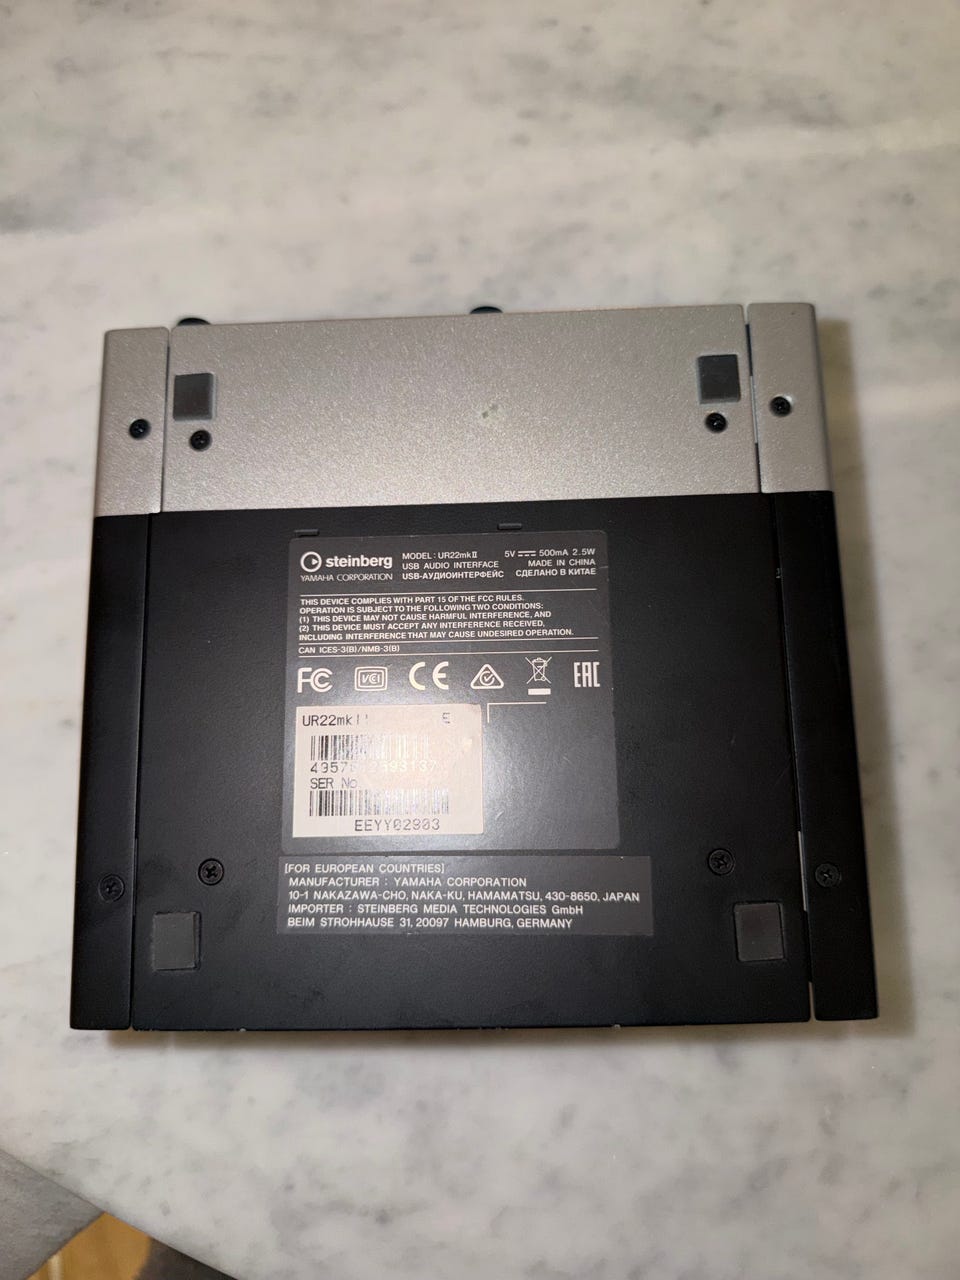 steinberg
YAMAHA CORPORATION
MODEL : UR22mkII 5V 500mA 2.5W
USB AUDIO INTERFACE MADE IN CHINA
USB-АУДИОИНТЕРФЕЙС СДЕЛАНО В КИТАЕ
THIS DEVICE COMPLIES WITH PART 15 OF THE FCC RULES.
OPERATION IS SUBJECT TO THE FOLLOWING TWO CONDITIONS:
(1) THIS DEVICE MAY NOT CAUSE HARMFUL INTERFERENCE, AND
(2) THIS DEVICE MUST ACCEPT ANY INTERFERENCE RECEIVED,
INCLUDING INTERFERENCE THAT MAY CAUSE UNDESIRED OPERATION.
CAN ICES-3(B)/NMB-3(B)
FC VCI CE EAC
UR22mkII E
SER No
EEYY02903
[FOR EUROPEAN COUNTRIES]
MANUFACTURER : YAMAHA CORPORATION
10-1 NAKAZAWA-CHO, NAKA-KU, HAMAMATSU, 430-8650, JAPAN
IMPORTER : STEINBERG MEDIA TECHNOLOGIES GmbH
BEIM STROHHAUSE 31, 20097 HAMBURG, GERMANY